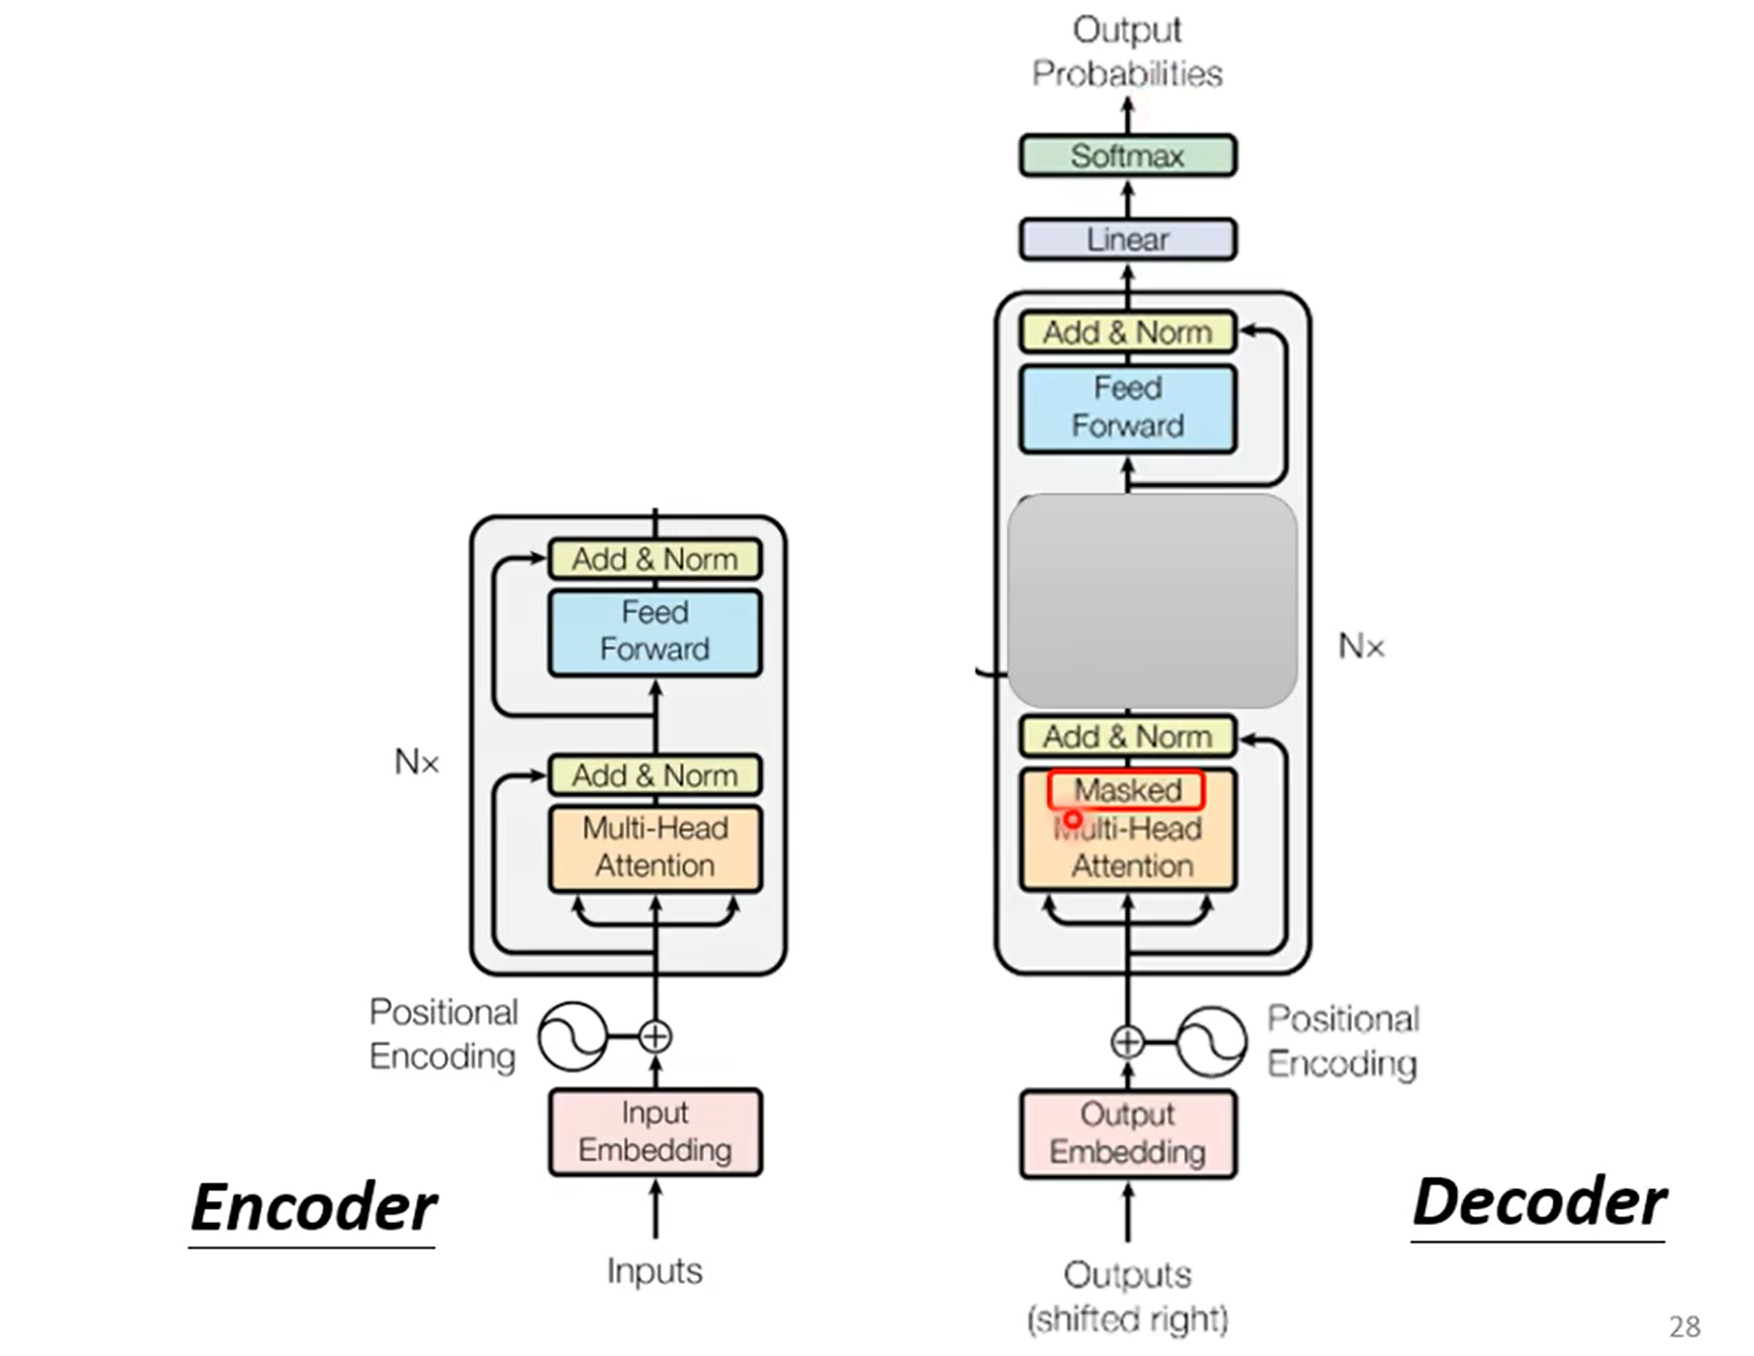 Output
Probabilities
Softmax
Linear
Add & Norm
Feed
Forward
Nx
Add & Norm
Masked
Multi-Head
Attention
Positional
Encoding
Output
Embedding
Outputs
(shifted right)
Decoder
Add & Norm
Feed
Forward
Nx
Add & Norm
Multi-Head
Attention
Positional
Encoding
Input
Embedding
Inputs
Encoder
28